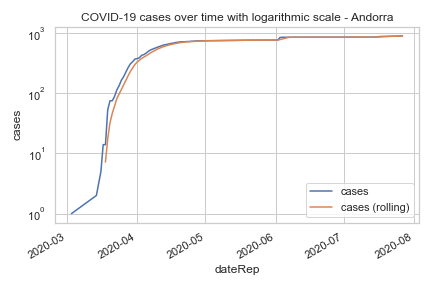 COVID-19 cases over time with logarithmic scale - Andorra
cases
10³
10²
10¹
10⁰
cases
cases (rolling)
2020-03
2020-04
2020-05
2020-06
2020-07
2020-08
dateRep